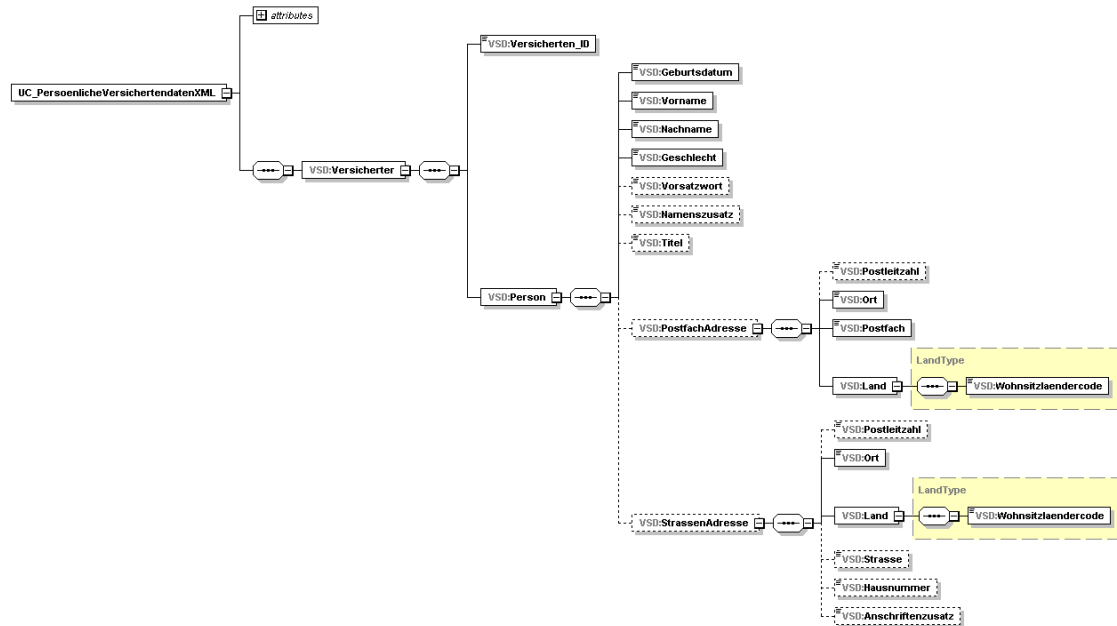 attributes
VSD:Versicherten_ID
VSD:Geburtsdatum
UC_PersoenlicheVersichertendatenXML
VSD:Vorname
VSD:Nachname
VSD:Geschlecht
VSD:Versicherter
VSD:Vorsatzwort
VSD:Namenszusatz
VSD:Titel
VSD:Postleitzahl
VSD:Person
VSD:Ort
VSD:PostfachAdresse
VSD:Postfach
LandType
VSD:Land
VSD:Wohnsitzlaendercode
VSD:Postleitzahl
VSD:Ort
LandType
VSD:StrassenAdresse
VSD:Land
VSD:Wohnsitzlaendercode
VSD:Strasse
VSD:Hausnummer
VSD:Anschriftenzusatz